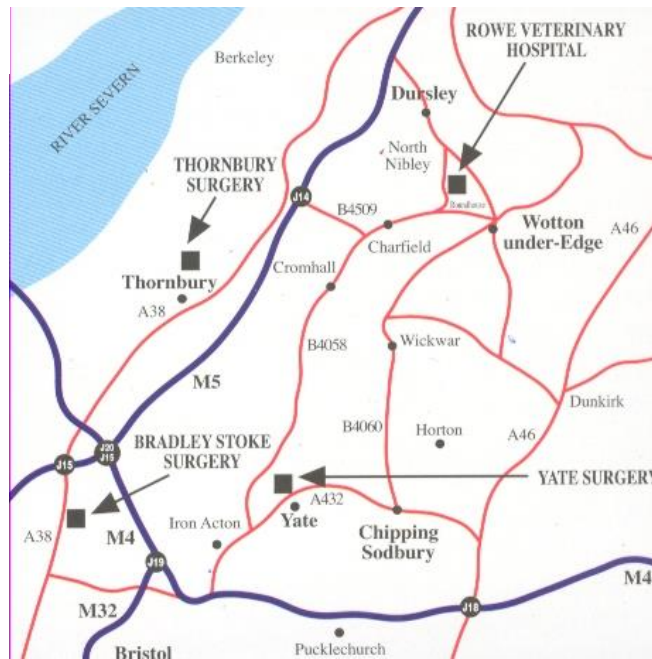 ROWE VETERINARY
HOSPITAL
Berkeley
RIVER SEVERN
Dursley
North
Nibley
THORNBURY
SURGERY
J14
B4509
Wotton
under-Edge
A46
Charfield
Cromhall
Thornbury
A38
B4058
Wickwar
M5
Dunkirk
B4060
Horton
A46
J20
J15
J15
BRADLEY STOKE
SURGERY
YATE SURGERY
A432
Yate
Iron Acton
Chipping
Sodbury
A38
M4
J19
M4
M32
J18
Bristol
Pucklechurch